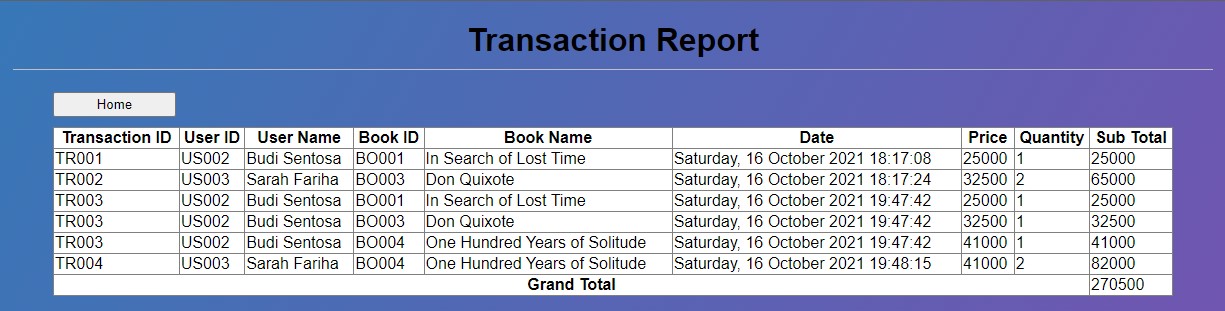 Transaction Report
Home
Transaction ID User ID User Name Book ID Book Name Date Price Quantity Sub Total
TR001 US002 Budi Sentosa BO001 In Search of Lost Time Saturday, 16 October 2021 18:17:08 25000 1 25000
TR002 US003 Sarah Fariha BO003 Don Quixote Saturday, 16 October 2021 18:17:24 32500 2 65000
TR003 US002 Budi Sentosa BO001 In Search of Lost Time Saturday, 16 October 2021 19:47:42 25000 1 25000
TR003 US002 Budi Sentosa BO003 Don Quixote Saturday, 16 October 2021 19:47:42 32500 1 32500
TR003 US002 Budi Sentosa BO004 One Hundred Years of Solitude Saturday, 16 October 2021 19:47:42 41000 1 41000
TR004 US003 Sarah Fariha BO004 One Hundred Years of Solitude Saturday, 16 October 2021 19:48:15 41000 2 82000
Grand Total 270500